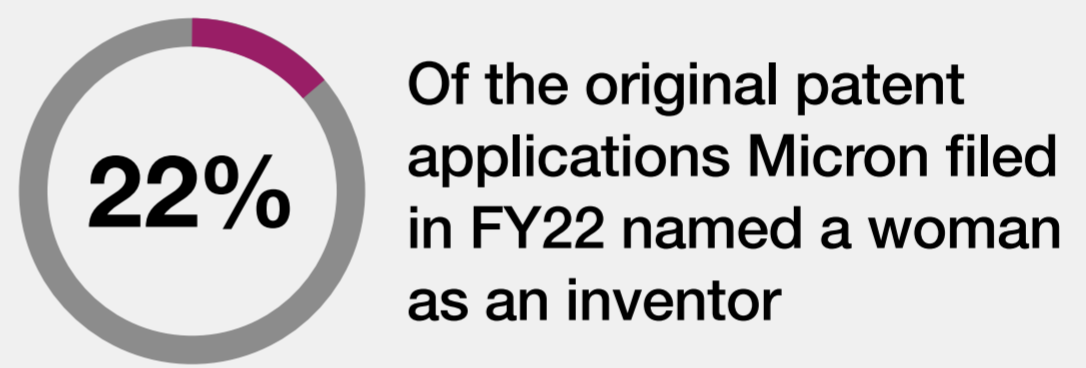 22%
Of the original patent
applications Micron filed
in FY22 named a woman
as an inventor